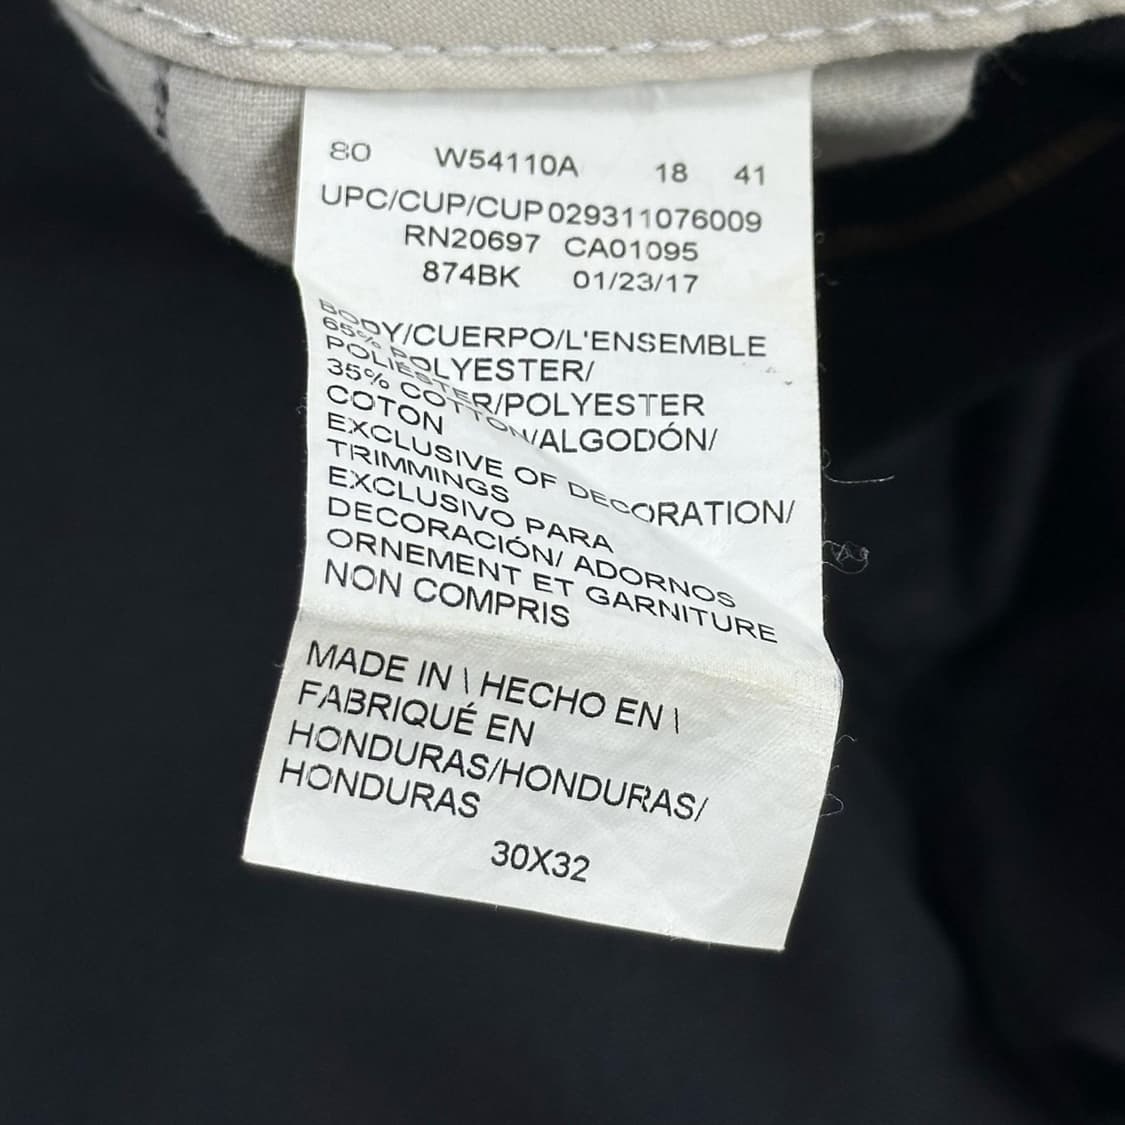 80 W54110A 18 41
UPC/CUP/CUP 029311076009
RN20697 CA01095
874BK 01/23/17
BODY/CUERPO/L'ENSEMBLE
65% POLYESTER/
POLIÉSTER/POLYESTER
35% COTTON/ALGODÓN/
COTON
EXCLUSIVE OF DECORATION/
TRIMMINGS
EXCLUSIVO PARA
DECORACIÓN/ ADORNOS
ORNEMENT ET GARNITURE
NON COMPRIS
MADE IN \ HECHO EN \
FABRIQUÉ EN
HONDURAS/HONDURAS/
HONDURAS
30X32